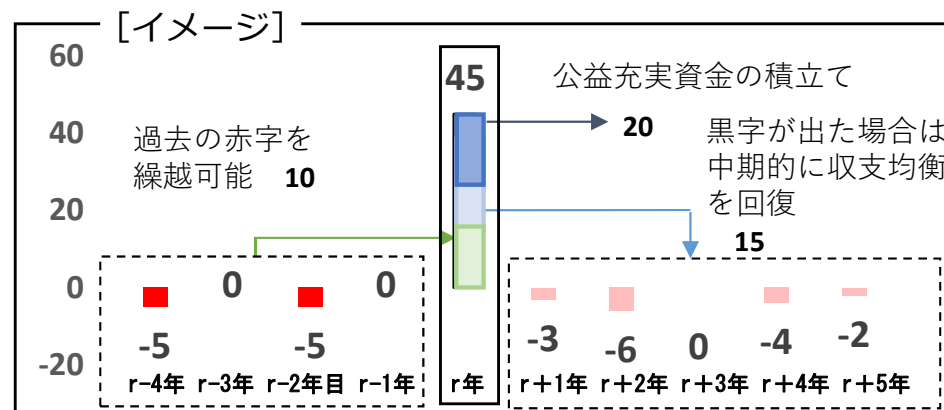 [イメージ]
60
40
20
0
-20
45
公益充実資金の積立て
20
過去の赤字を
繰越可能 10
黒字が出た場合は
中期的に収支均衡
を回復
15
0 0
-5 -5
-3 -6 0 -4 -2
r−4年 r−3年 r−2年目 r−1年 r年 r+1年 r+2年 r+3年 r+4年 r+5年